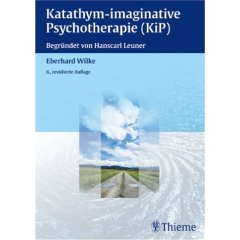 Katathym-imaginative
Psychotherapie (KiP)
Begründet von Hanscarl Leuner
Eberhard Wilke
6., revidierte Auflage
Thieme